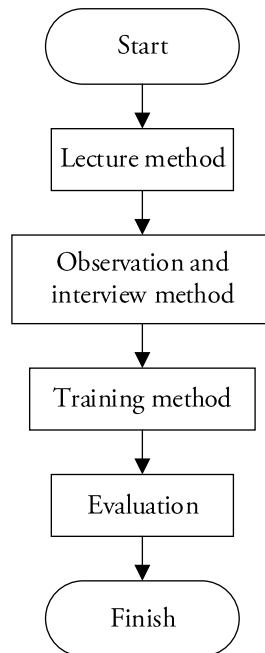 Start
Lecture method
Observation and
interview method
Training method
Evaluation
Finish